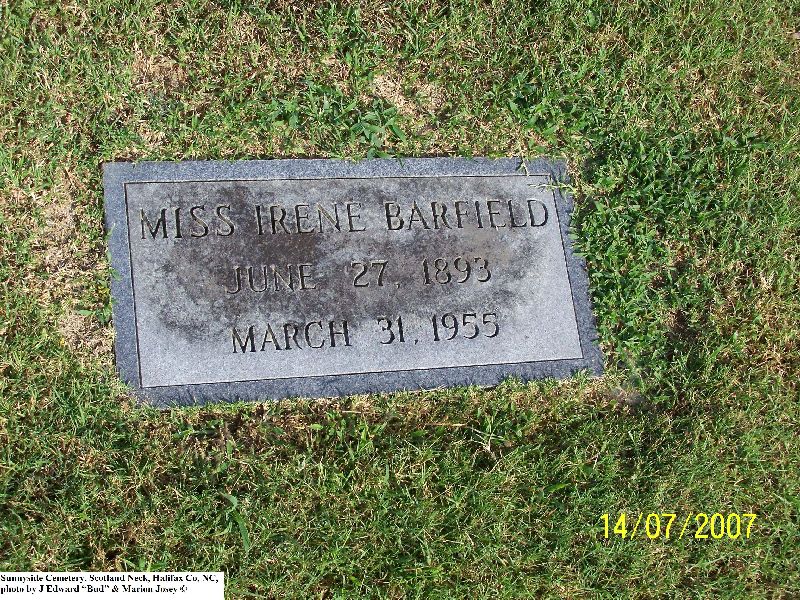 MISS IRENE BARFIELD
JUNE 27, 1893
MARCH 31, 1955
14/07/2007
Sunnyside Cemetery, Scotland Neck, Halifax Co, NC,
photo by J Edward "Bud" & Marion Josey ©